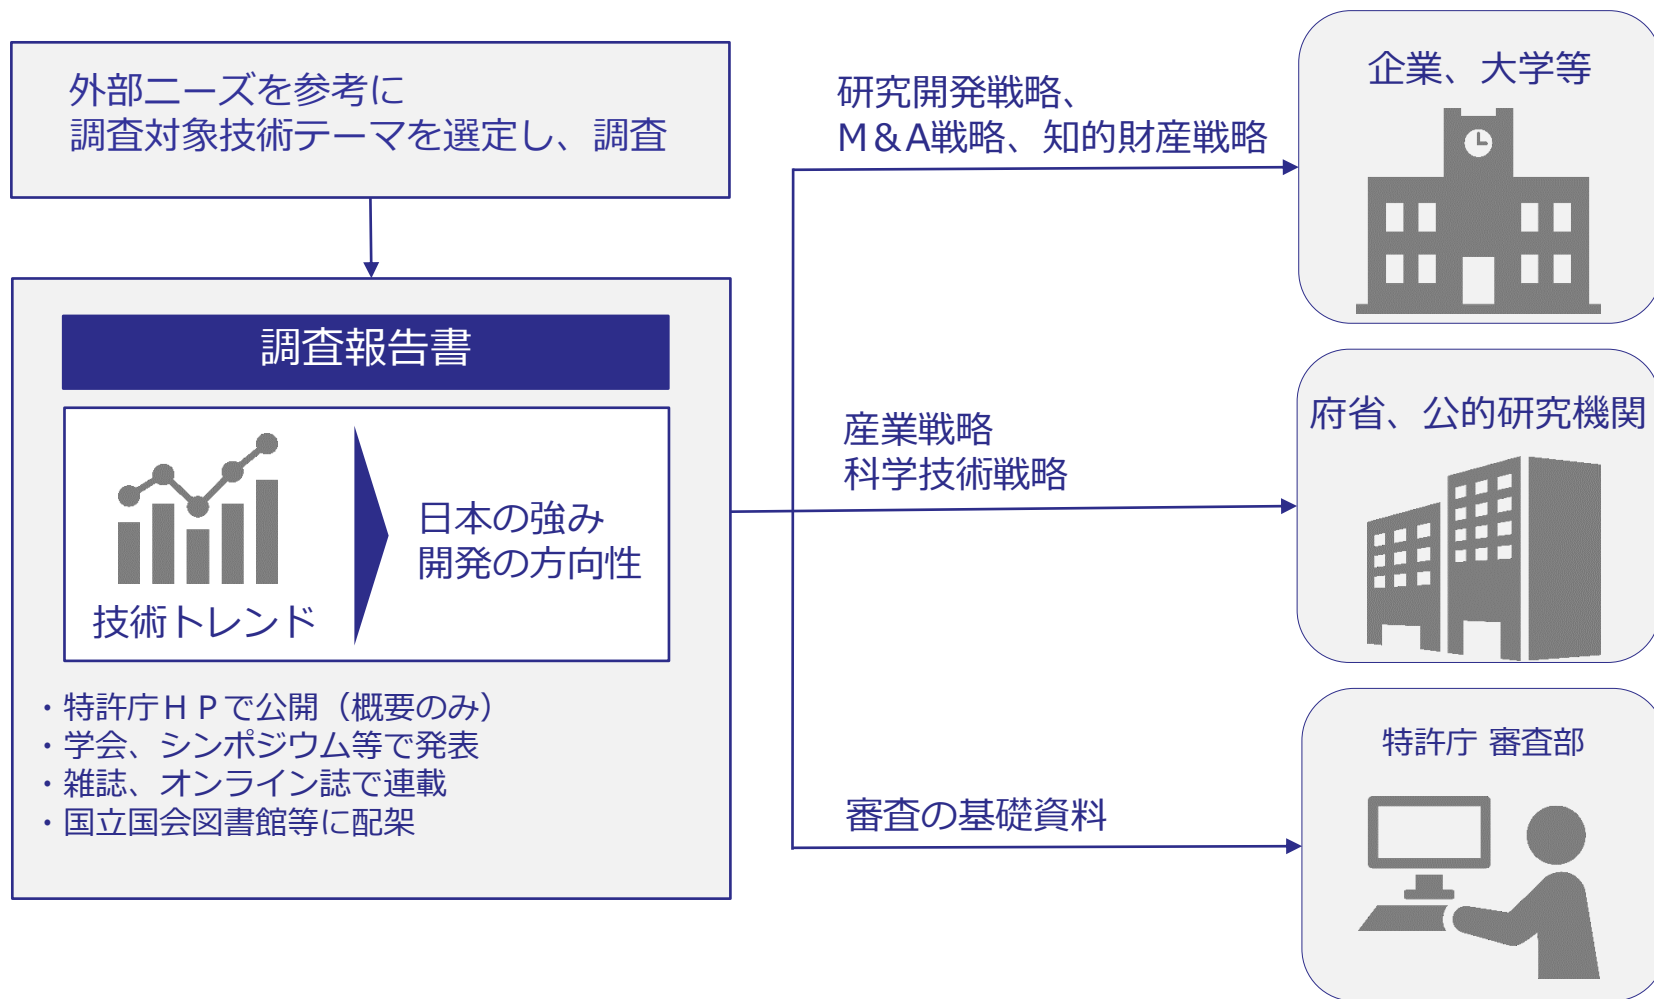 外部ニーズを参考に
調査対象技術テーマを選定し、調査
調査報告書
技術トレンド
日本の強み
開発の方向性
・特許庁ＨＰで公開（概要のみ）
・学会、シンポジウム等で発表
・雑誌、オンライン誌で連載
・国立国会図書館等に配架
研究開発戦略、
Ｍ＆A戦略、知的財産戦略
企業、大学等
産業戦略
科学技術戦略
府省、公的研究機関
審査の基礎資料
特許庁 審査部